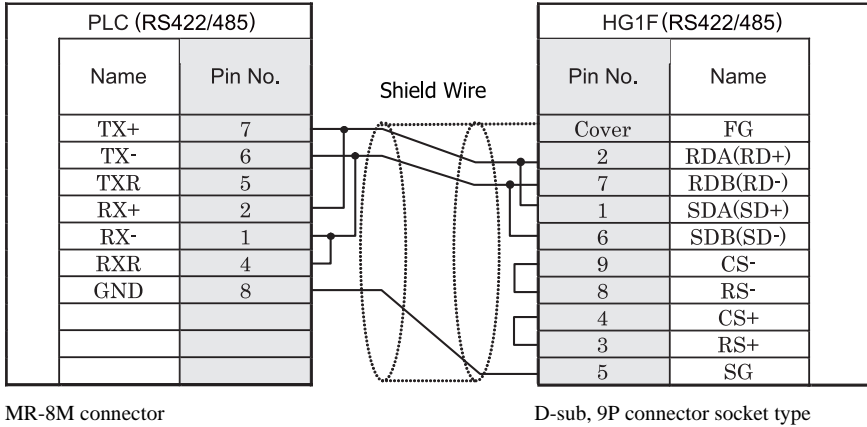 PLC (RS422/485)
HG1F(RS422/485)
Name Pin No.
Shield Wire
Pin No. Name
TX+ 7
TX- 6
TXR 5
RX+ 2
RX- 1
RXR 4
GND 8
Cover FG
2 RDA(RD+)
7 RDB(RD-)
1 SDA(SD+)
6 SDB(SD-)
9 CS-
8 RS-
4 CS+
3 RS+
5 SG
MR-8M connector
D-sub, 9P connector socket type